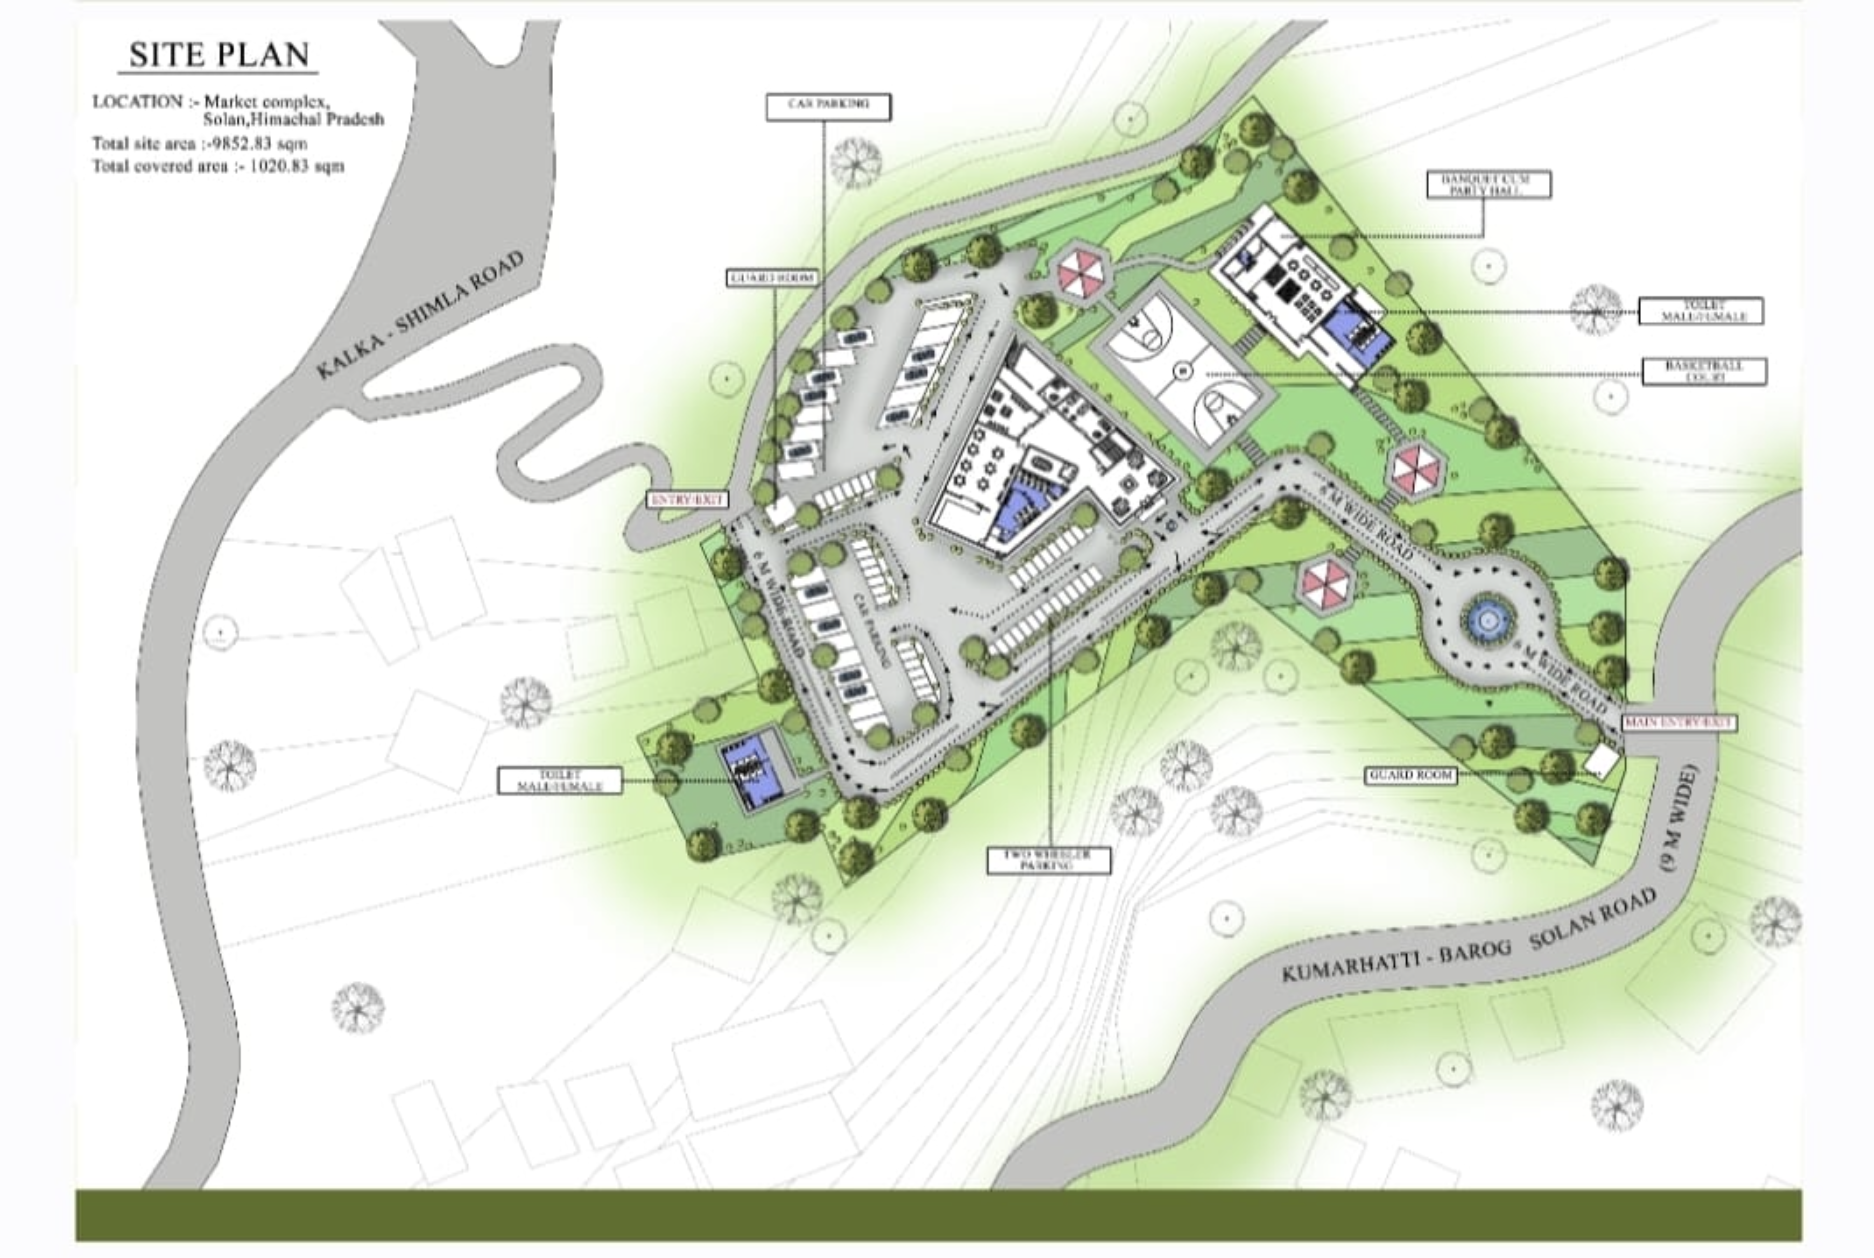 SITE PLAN
LOCATION :- Market complex,
Solan,Himachal Pradesh
Total site area :-9852.83 sqm
Total covered area :- 1020.83 sqm
CAR PARKING
BANQUET CUM
PARTY HALL
GUARD ROOM
KALKA - SHIMLA ROAD
TOILET
MALE/FEMALE
BASKETBALL
COURT
ENTRY/EXIT
6 M WIDE ROAD
6 M WIDE ROAD
CAR PARKING
6 M WIDE ROAD
MAIN ENTRY/EXIT
TOILET
MALE/FEMALE
GUARD ROOM
TWO WHEELER
PARKING
KUMARHATTI - BAROG SOLAN ROAD (9 M WIDE)